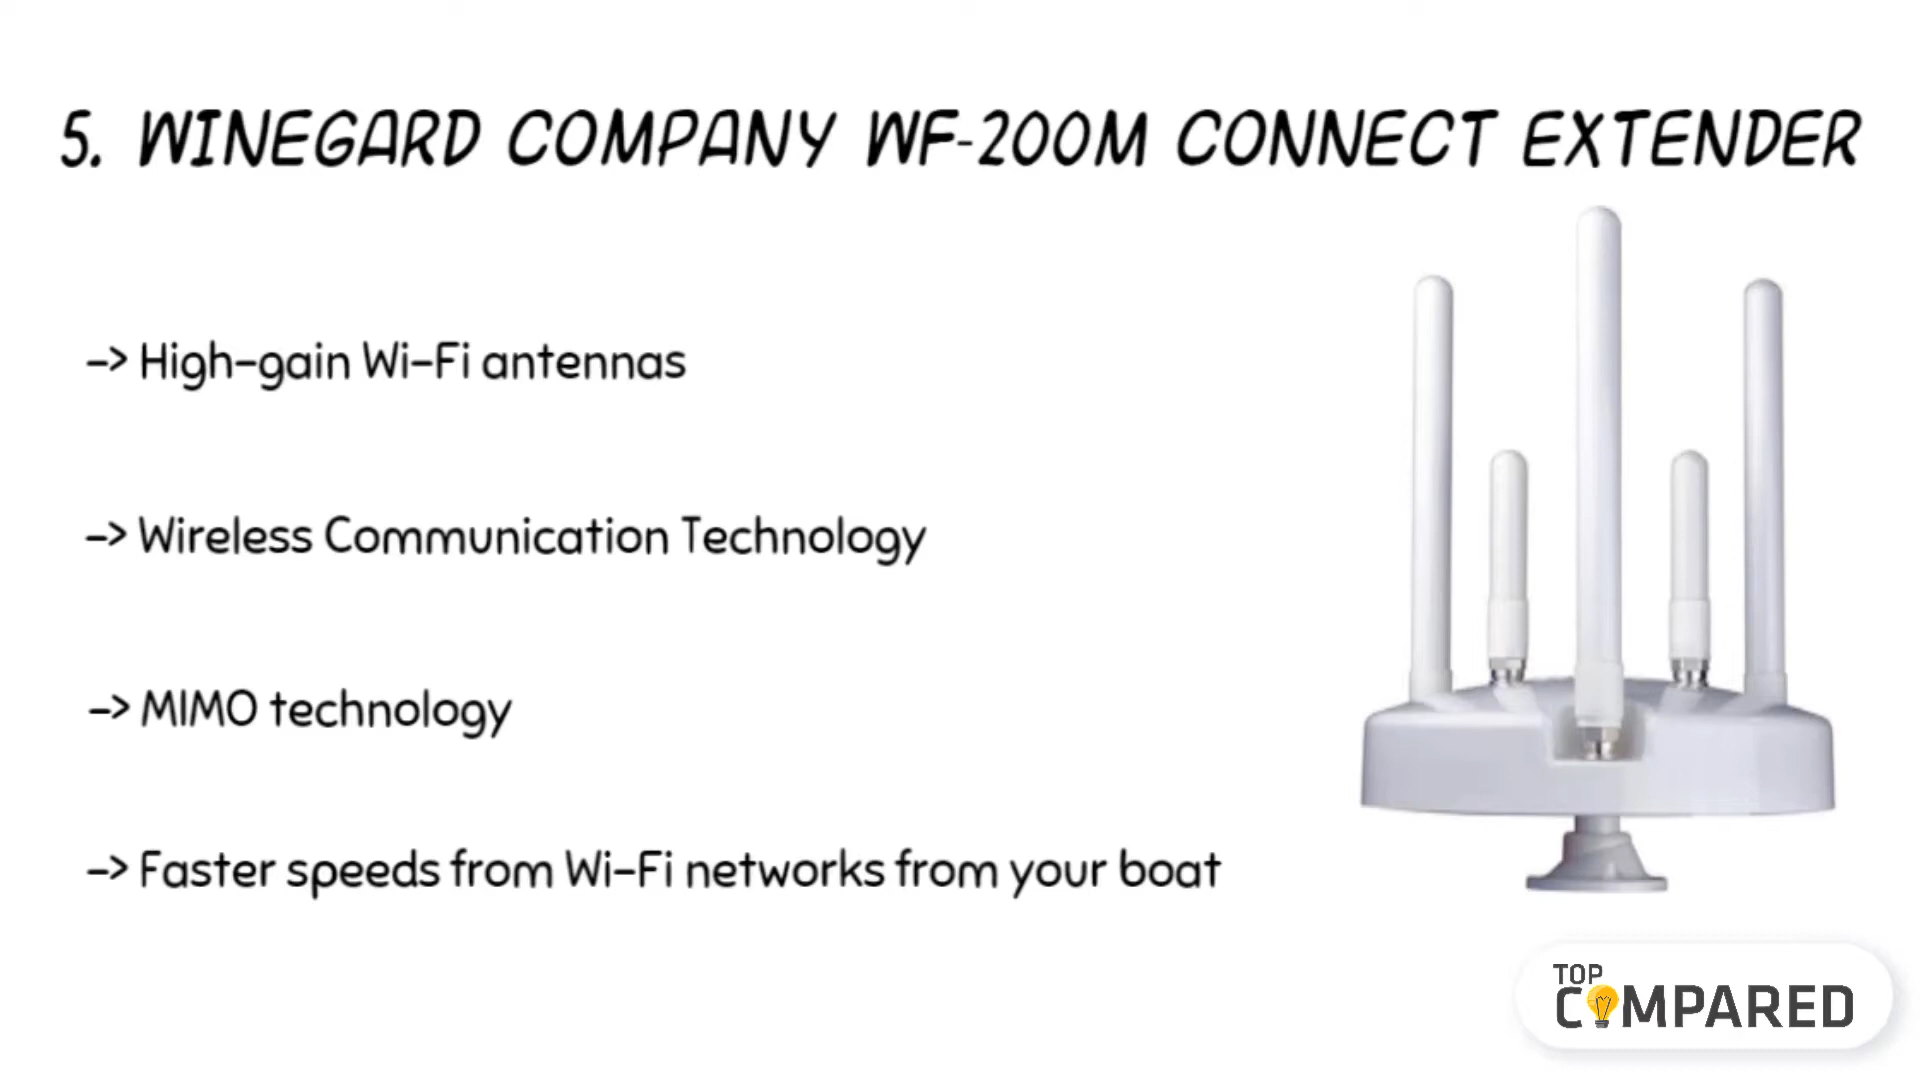 5. WINEGARD COMPANY WF-200M CONNECT EXTENDER
-> High-gain Wi-Fi antennas
-> Wireless Communication Technology
-> MIMO technology
-> Faster speeds from Wi-Fi networks from your boat
TOP
COMPARED